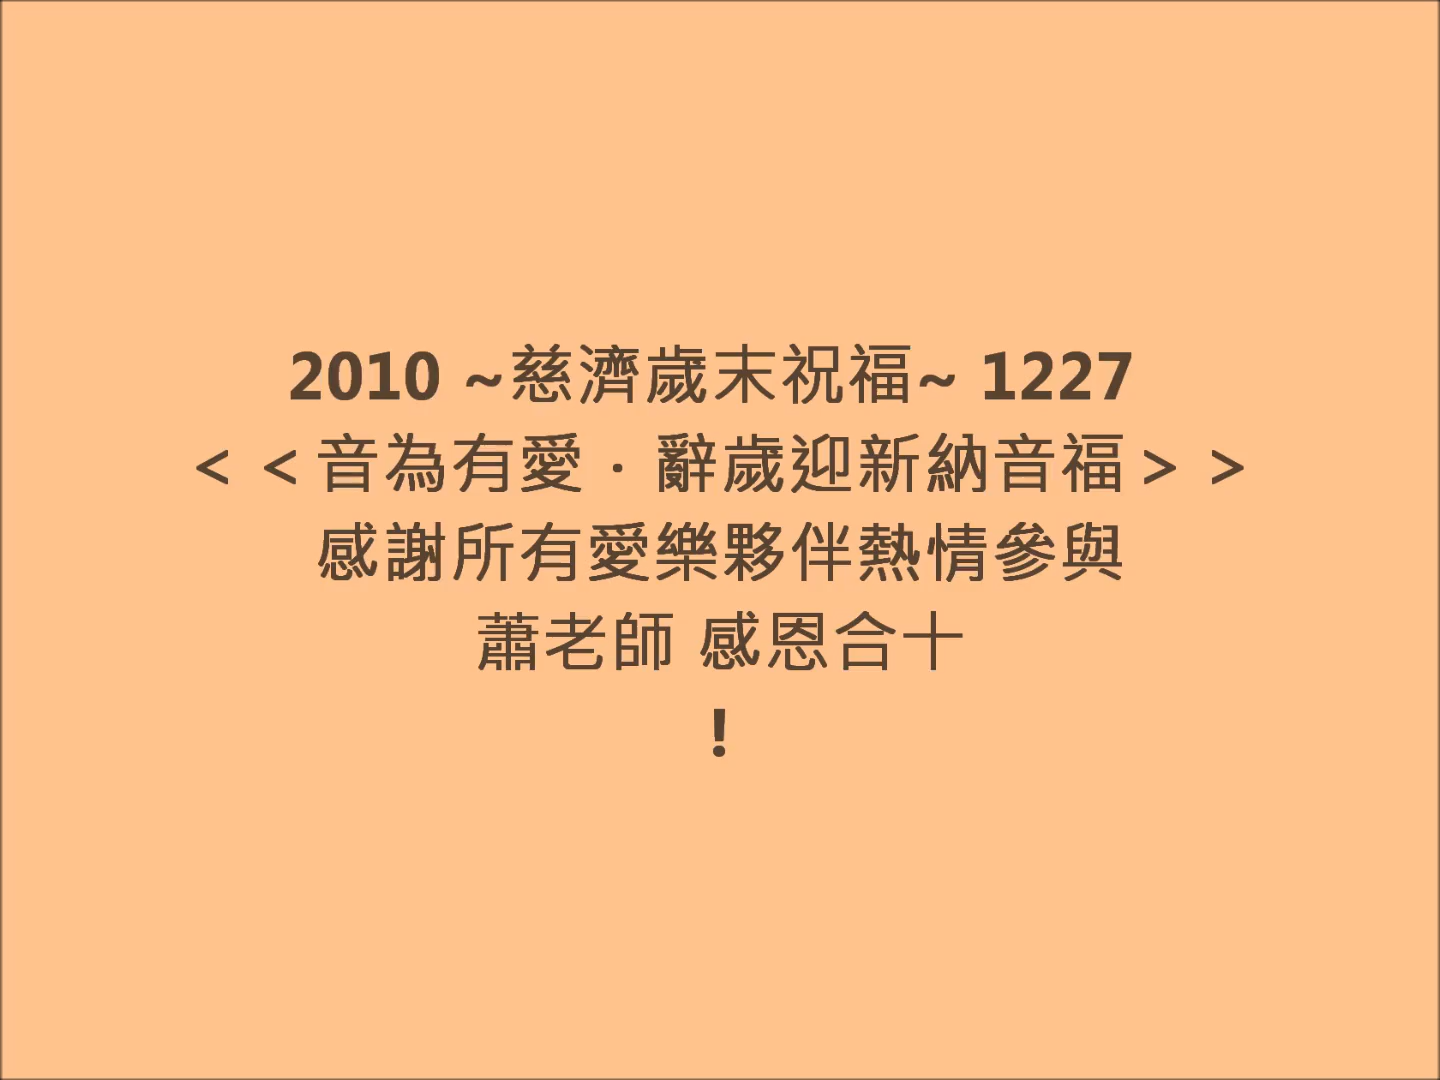 2010 ~慈濟歲末祝福~ 1227
＜＜音為有愛．辭歲迎新納音福＞＞
感謝所有愛樂夥伴熱情參與
蕭老師 感恩合十
!